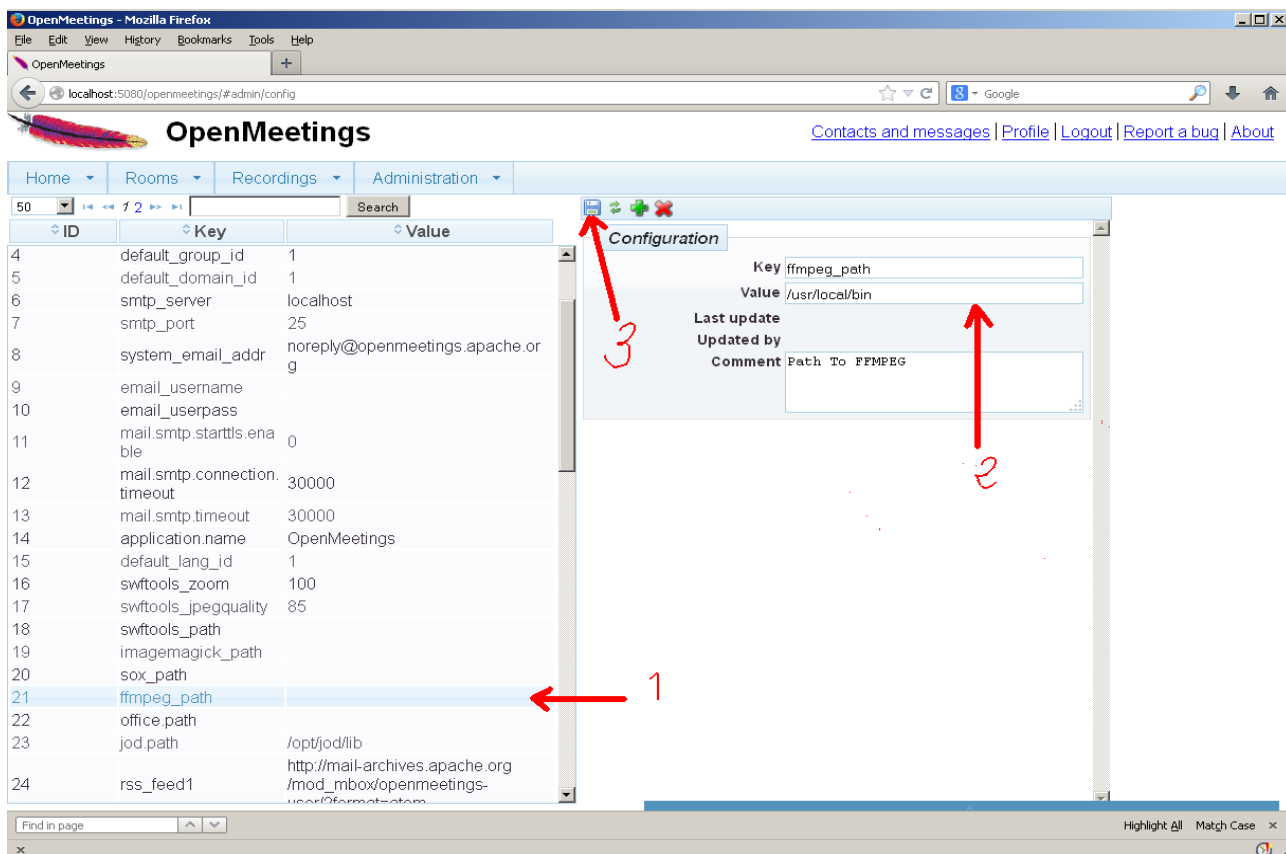 OpenMeetings - Mozilla Firefox
File Edit View History Bookmarks Tools Help
OpenMeetings
localhost:5080/openmeetings/#admin/config
8 Google
OpenMeetings
Contacts and messages | Profile | Logout | Report a bug | About
Home Rooms Recordings Administration
50 1 2 Search
ID Key Value
4 default_group_id 1
5 default_domain_id 1
6 smtp_server localhost
7 smtp_port 25
8 system_email_addr noreply@openmeetings.apache.or
g
9 email_username
10 email_userpass
11 mail.smtp.starttls.ena
ble 0
12 mail.smtp.connection.
timeout 30000
13 mail.smtp.timeout 30000
14 application.name OpenMeetings
15 default_lang_id 1
16 swftools_zoom 100
17 swftools_jpegquality 85
18 swftools_path
19 imagemagick_path
20 sox_path
21 ffmpeg_path
22 office.path
23 jod.path /opt/jod/lib
24 rss_feed1 http://mail-archives.apache.org
/mod_mbox/openmeetings-
user/?format=atom
Configuration
Key ffmpeg_path
Value /usr/local/bin
Last update
Updated by
Comment Path To FFMPEG
3
2
1
Find in page Highlight All Match Case